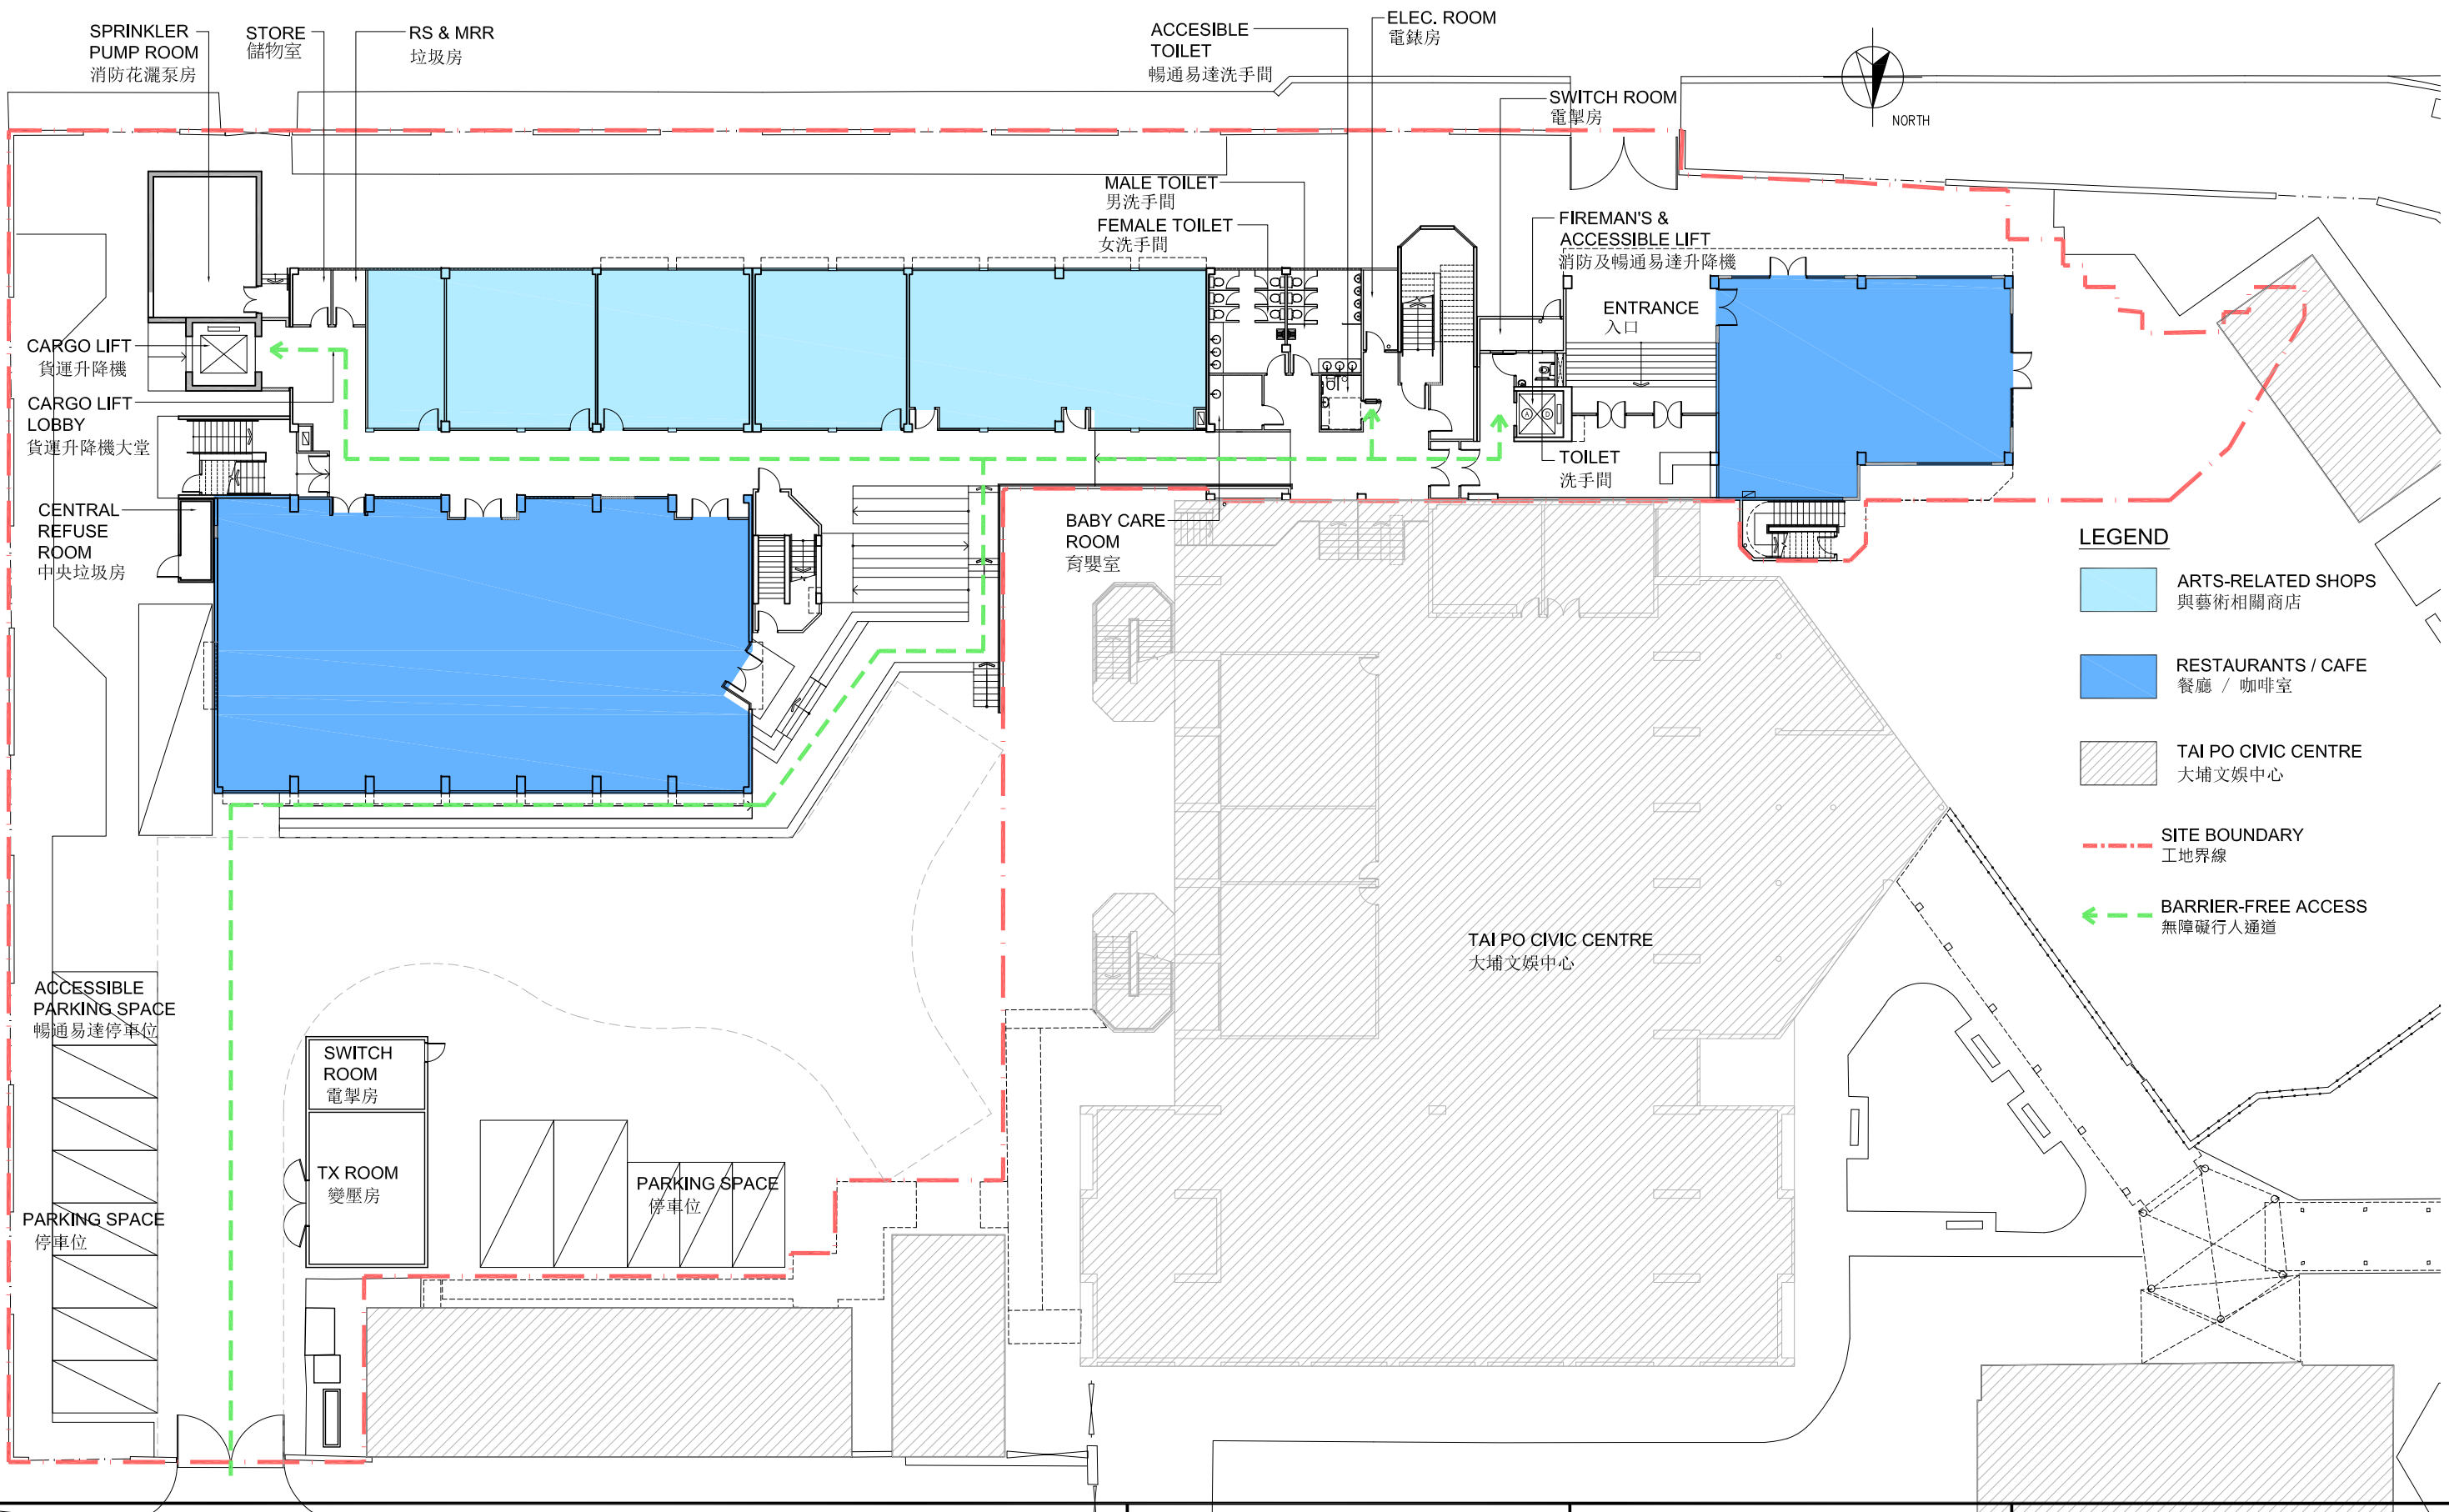 SPRINKLER
PUMP ROOM
消防花灑泵房
STORE
儲物室
RS & MRR
垃圾房
ACCESIBLE
TOILET
暢通易達洗手間
ELEC. ROOM
電錶房
SWITCH ROOM
電掣房
NORTH
MALE TOILET
男洗手間
FEMALE TOILET
女洗手間
FIREMAN'S &
ACCESSIBLE LIFT
消防及暢通易達升降機
ENTRANCE
入口
CARGO LIFT
貨運升降機
CARGO LIFT
LOBBY
貨運升降機大堂
TOILET
洗手間
CENTRAL
REFUSE
ROOM
中央垃圾房
BABY CARE
ROOM
育嬰室
LEGEND
ARTS-RELATED SHOPS
與藝術相關商店
RESTAURANTS / CAFE
餐廳 / 咖啡室
TAI PO CIVIC CENTRE
大埔文娛中心
SITE BOUNDARY
工地界線
BARRIER-FREE ACCESS
無障礙行人通道
TAI PO CIVIC CENTRE
大埔文娛中心
ACCESSIBLE
PARKING SPACE
暢通易達停車位
SWITCH
ROOM
電掣房
TX ROOM
變壓房
PARKING SPACE
停車位
PARKING SPACE
停車位